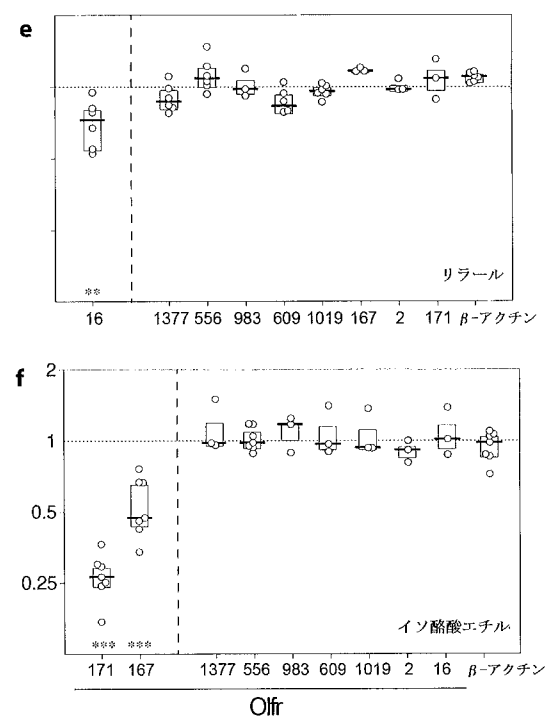 e
リラール
**
16 1377 556 983 609 1019 167 2 171 β-アクチン
f
2
1
0.5
0.25
イソ酪酸エチル
*** ***
171 167 1377 556 983 609 1019 2 16 β-アクチン
Olfr